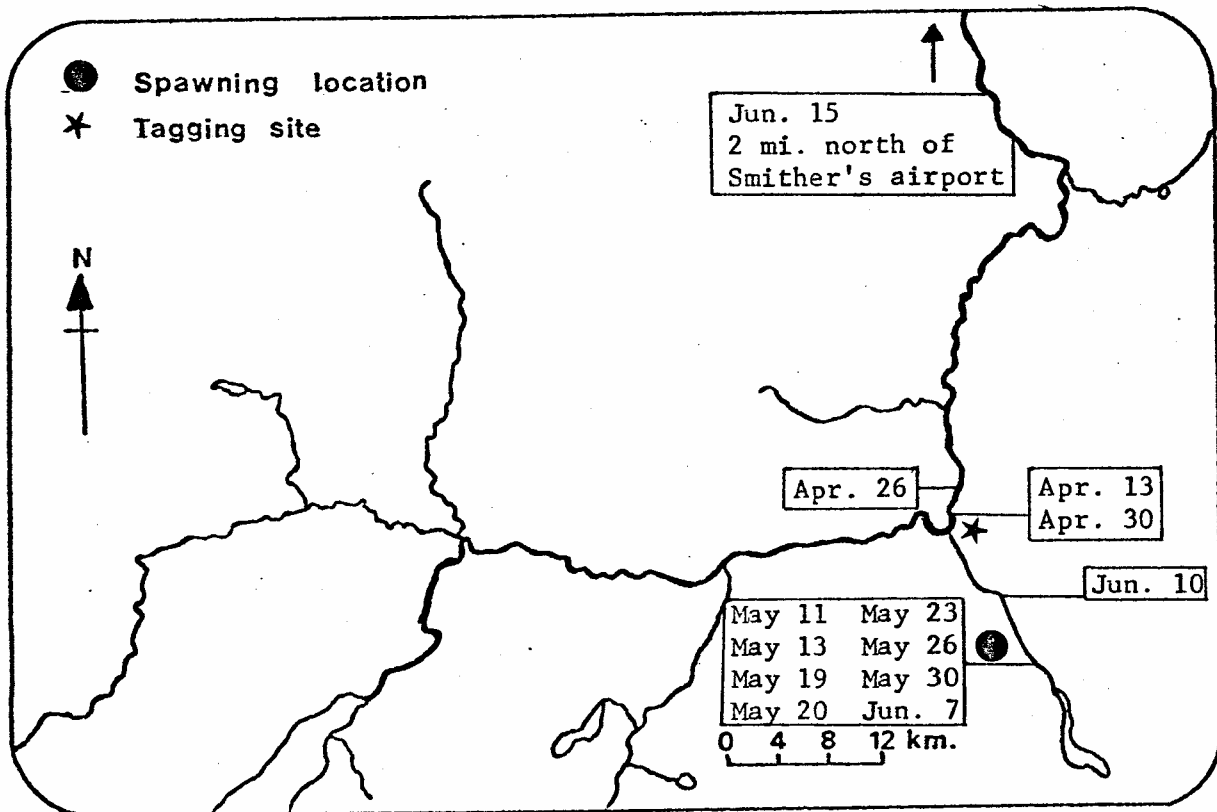 Spawning location
Tagging site
N
Jun. 15
2 mi. north of
Smither's airport
Apr. 26
Apr. 13
Apr. 30
Jun. 10
May 11 May 23
May 13 May 26
May 19 May 30
May 20 Jun. 7
0 4 8 12 km.